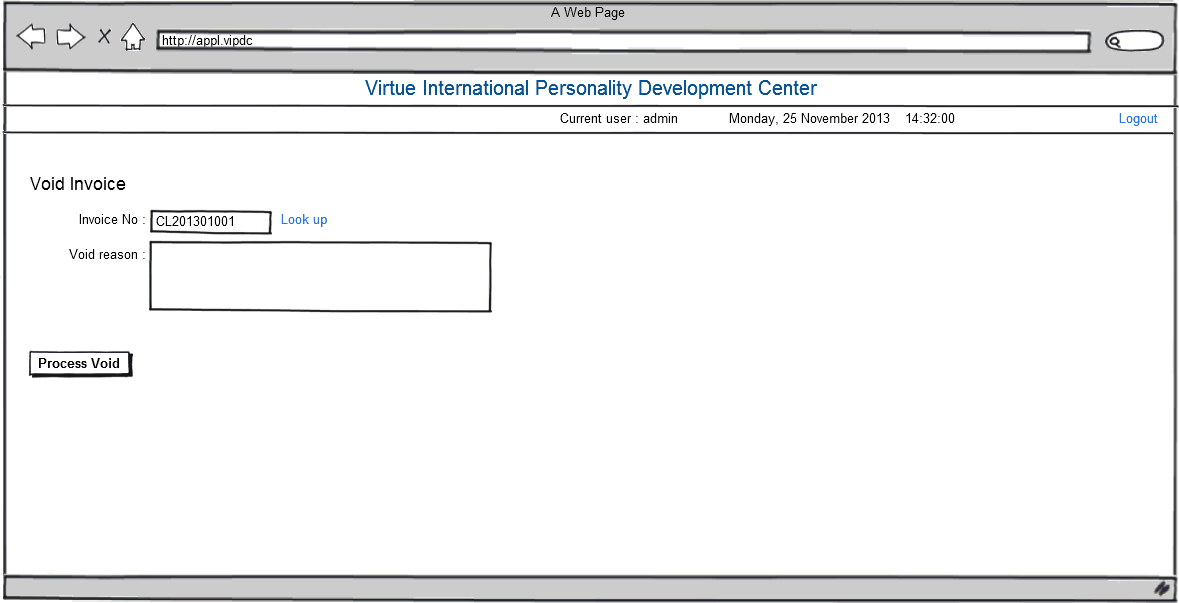 A Web Page
http://appl.vipdc
Virtue International Personality Development Center
Current user : admin Monday, 25 November 2013 14:32:00 Logout
Void Invoice
Invoice No : CL201301001 Look up
Void reason :
Process Void